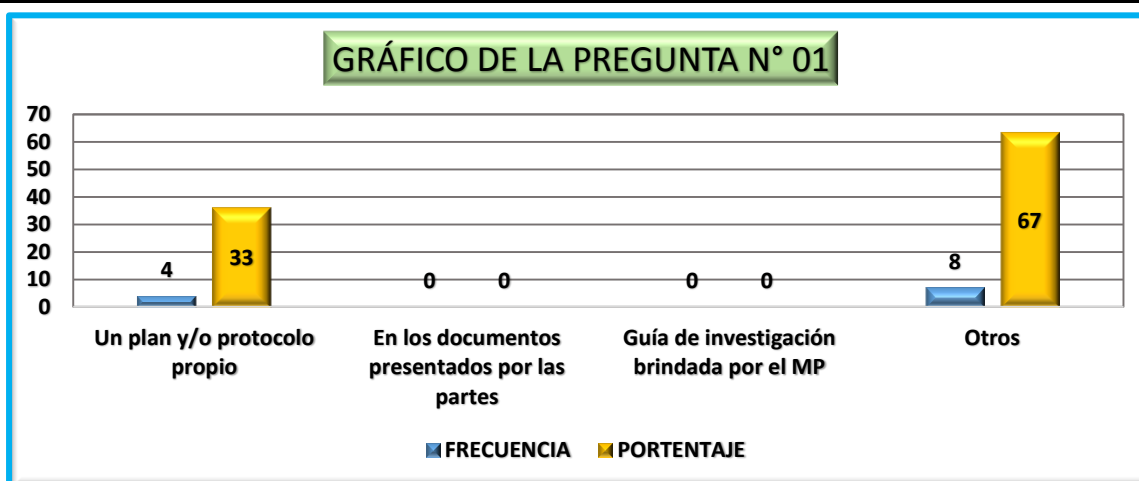 GRÁFICO DE LA PREGUNTA N° 01
70
60
50
40
30
20
10
0
4
33
0
0
0
0
8
67
Un plan y/o protocolo
propio
En los documentos
presentados por las
partes
Guía de investigación
brindada por el MP
Otros
FRECUENCIA
PORTENTAJE